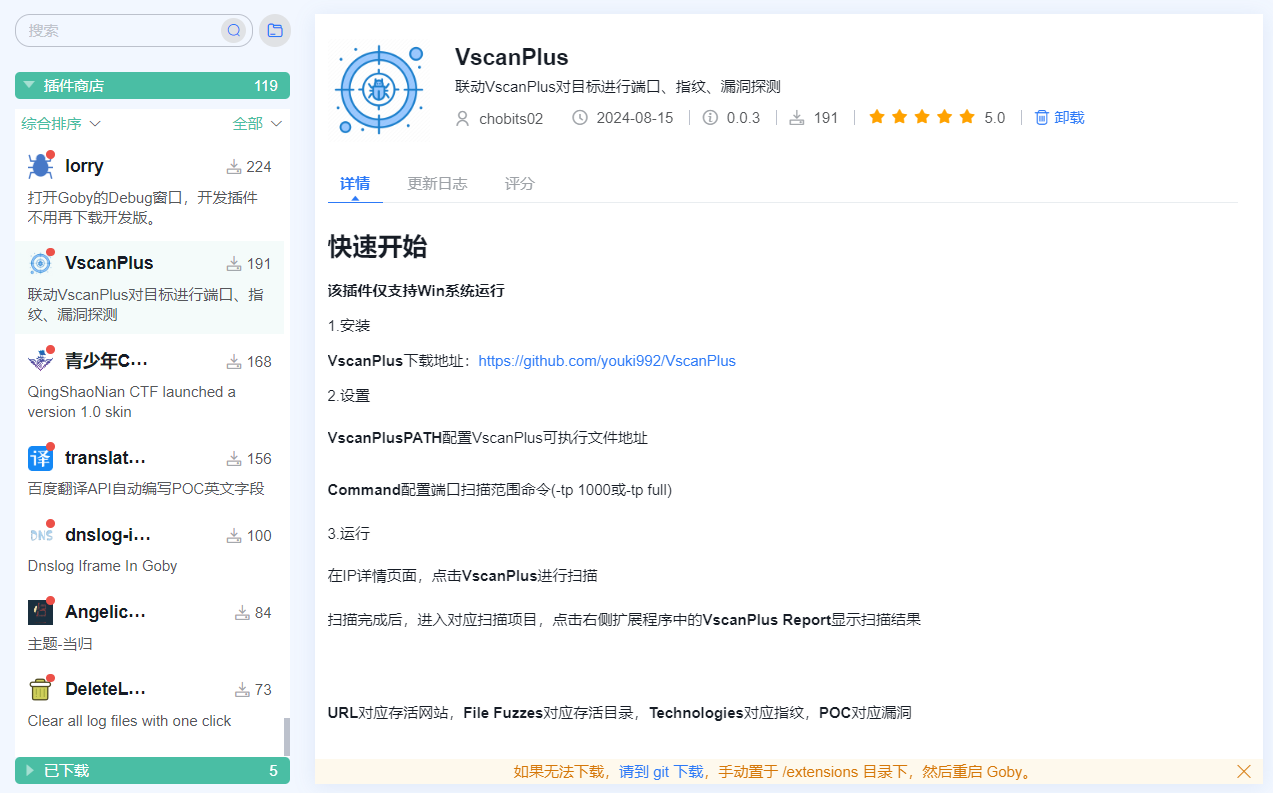 搜索
插件商店 119
综合排序 全部
lorry 224
打开Goby的Debug窗口，开发插件
不用再下载开发版。
VscanPlus 191
联动VscanPlus对目标进行端口、指
纹、漏洞探测
青少年C... 168
QingShaoNian CTF launched a
version 1.0 skin
译 translat... 156
百度翻译API自动编写POC英文字段
DNS dnslog-i... 100
Dnslog Iframe In Goby
Angelic... 84
主题-当归
DeleteL... 73
Clear all log files with one click
已下载 5
VscanPlus
联动VscanPlus对目标进行端口、指纹、漏洞探测
chobits02 2024-08-15 0.0.3 191 5.0 卸载
详情 更新日志 评分
快速开始
该插件仅支持Win系统运行
1.安装
VscanPlus下载地址：https://github.com/youki992/VscanPlus
2.设置
VscanPlusPATH配置VscanPlus可执行文件地址
Command配置端口扫描范围命令(-tp 1000或-tp full)
3.运行
在IP详情页面，点击VscanPlus进行扫描
扫描完成后，进入对应扫描项目，点击右侧扩展程序中的VscanPlus Report显示扫描结果
URL对应存活网站，File Fuzzes对应存活目录，Technologies对应指纹，POC对应漏洞
如果无法下载，请到 git 下载，手动置于 /extensions 目录下，然后重启 Goby。